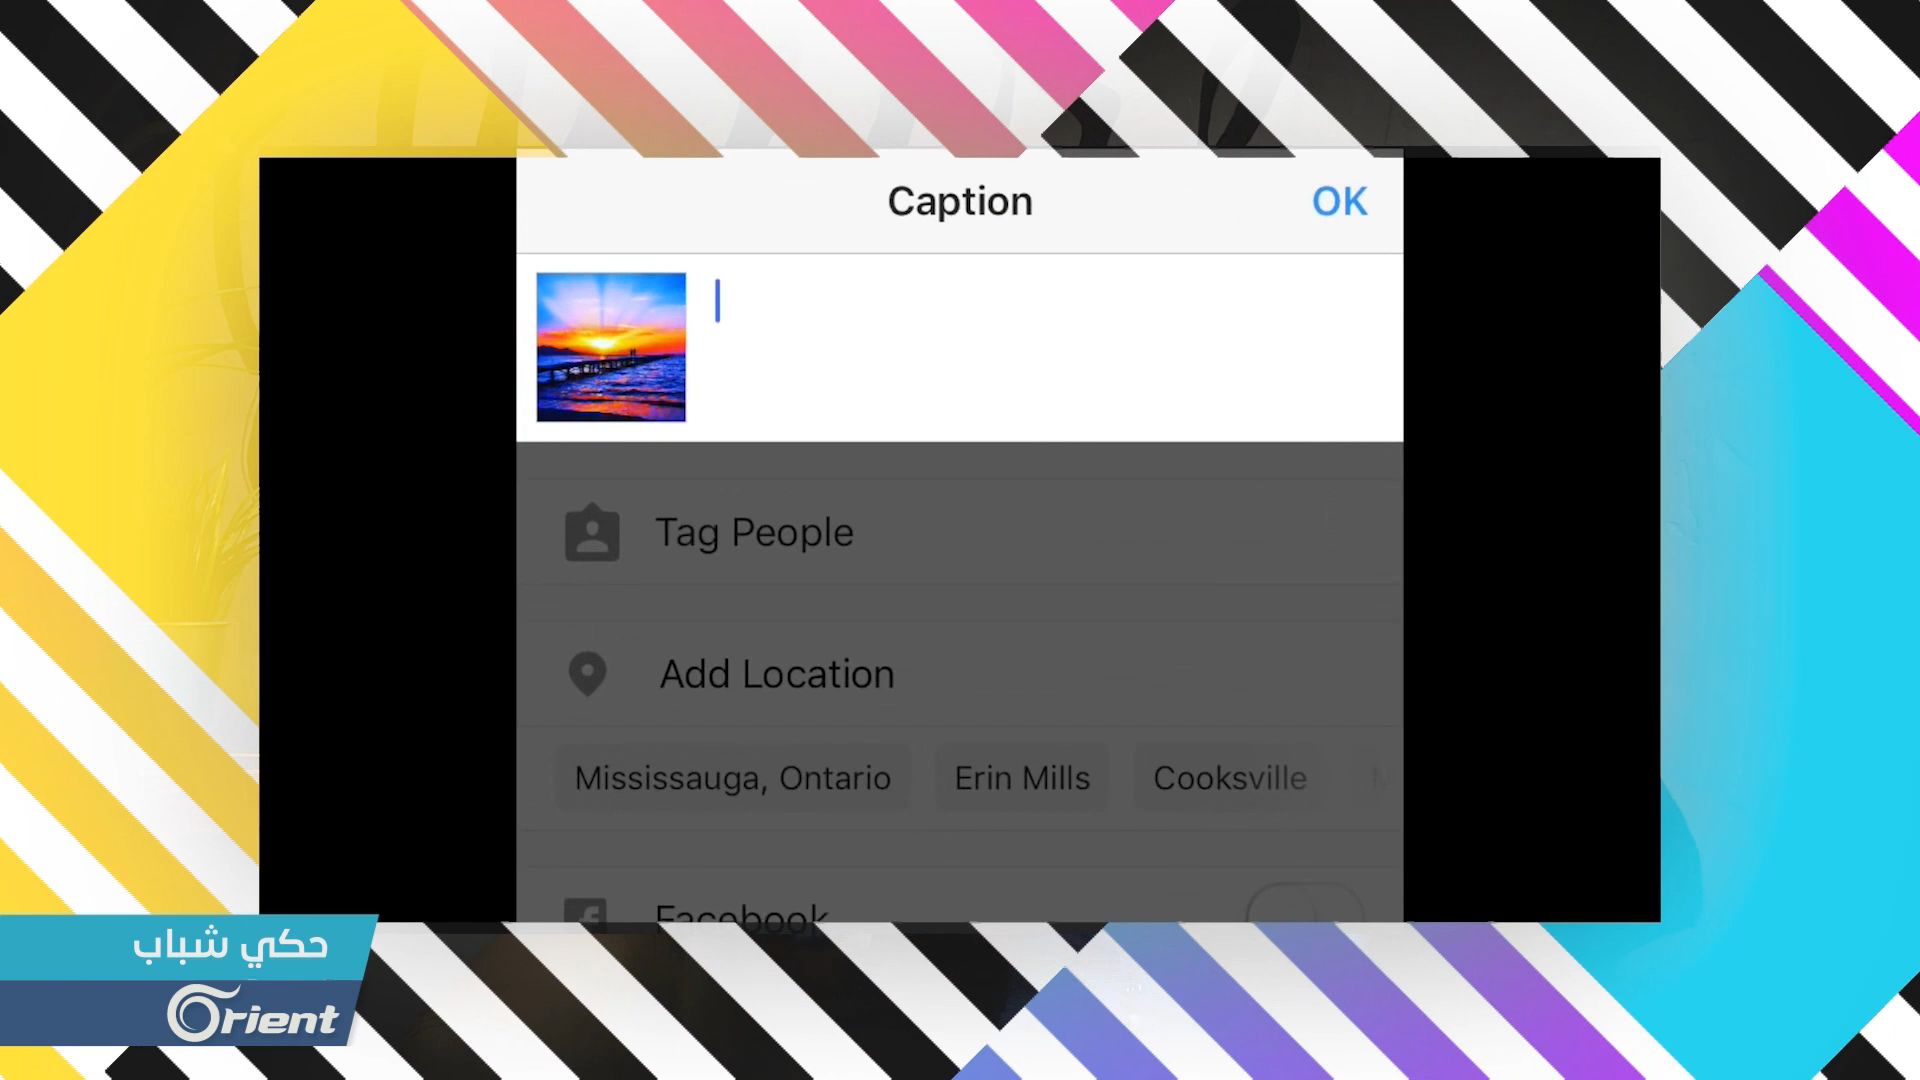 Caption
OK
Tag People
Add Location
Mississauga, Ontario
Erin Mills
Cooksville
Facebook
حكي شباب
Orient